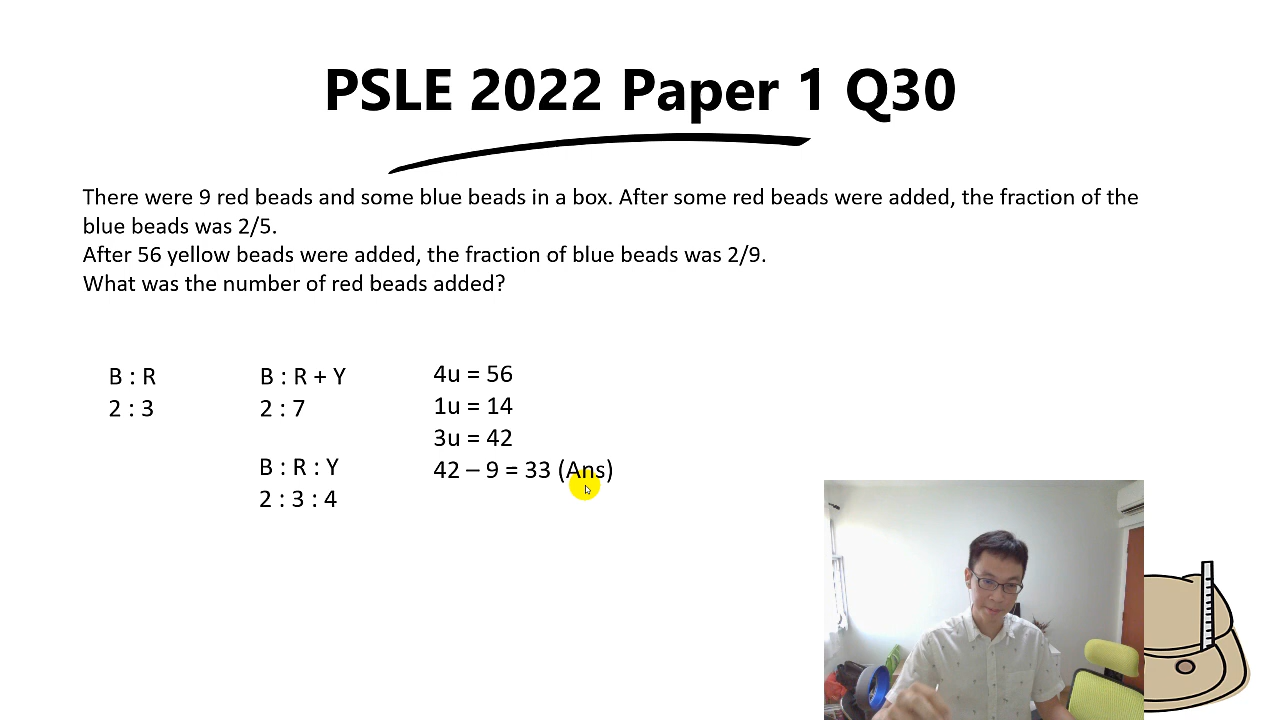 PSLE 2022 Paper 1 Q30
There were 9 red beads and some blue beads in a box. After some red beads were added, the fraction of the
blue beads was 2/5.
After 56 yellow beads were added, the fraction of blue beads was 2/9.
What was the number of red beads added?
B : R
2 : 3
B : R + Y
2 : 7
B : R : Y
2 : 3 : 4
4u = 56
1u = 14
3u = 42
42 – 9 = 33 (Ans)